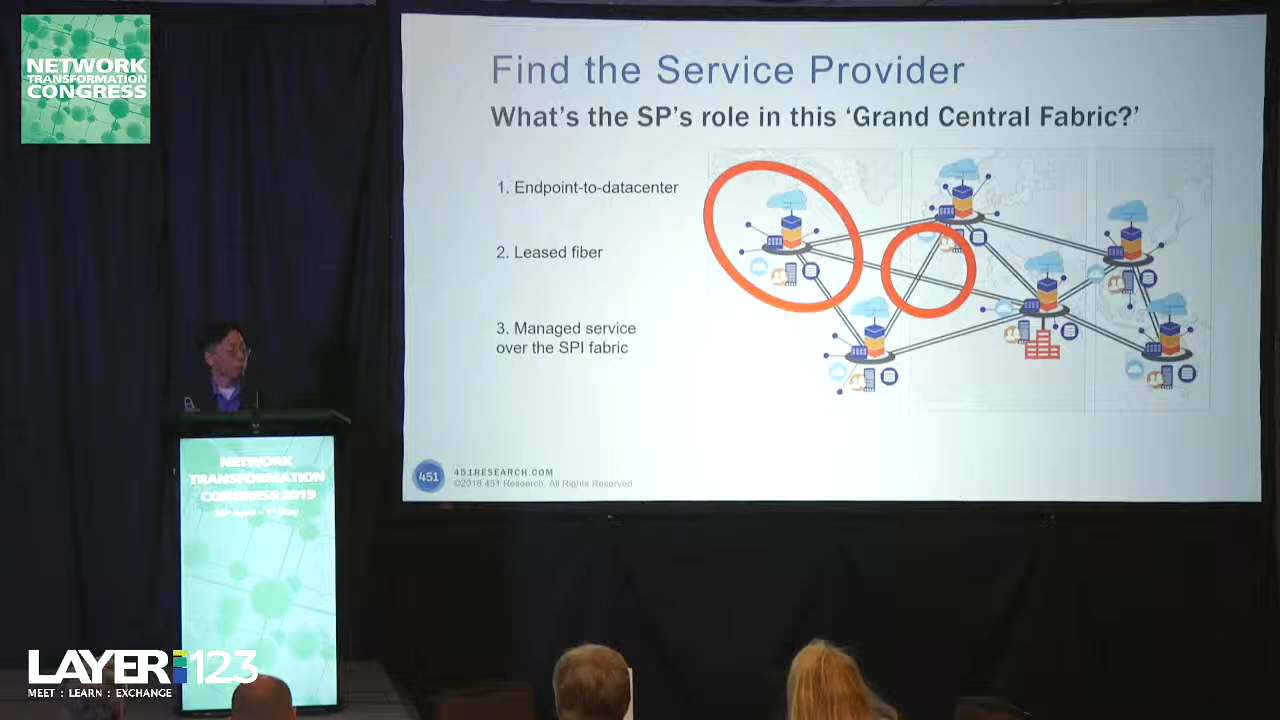 NETWORK
TRANSFORMATION
CONGRESS
Find the Service Provider
What's the SP's role in this 'Grand Central Fabric?'
1. Endpoint-to-datacenter
2. Leased fiber
3. Managed service
over the SPI fabric
451
451RESEARCH.COM
©2018 451 Research. All Rights Reserved
NETWORK
TRANSFORMATION
CONGRESS 2019
LAYER 123
MEET : LEARN : EXCHANGE